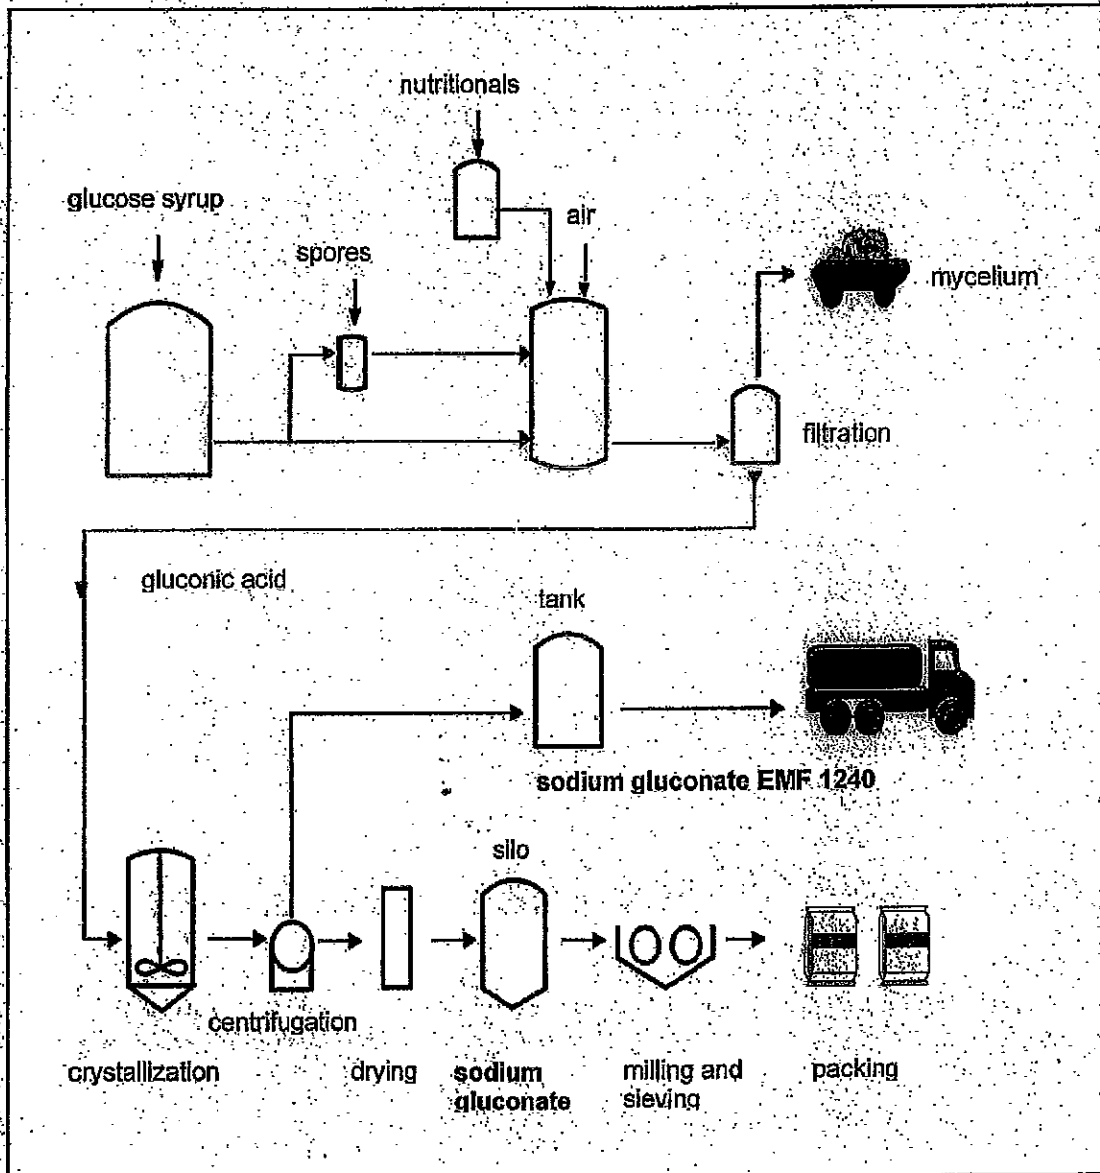 nutritionals
glucose syrup
air
spores
mycelium
filtration
gluconic acid
tank
sodium gluconate EMF 1240
silo
centrifugation
crystallization
drying
sodium
gluconate
milling and
sieving
packing